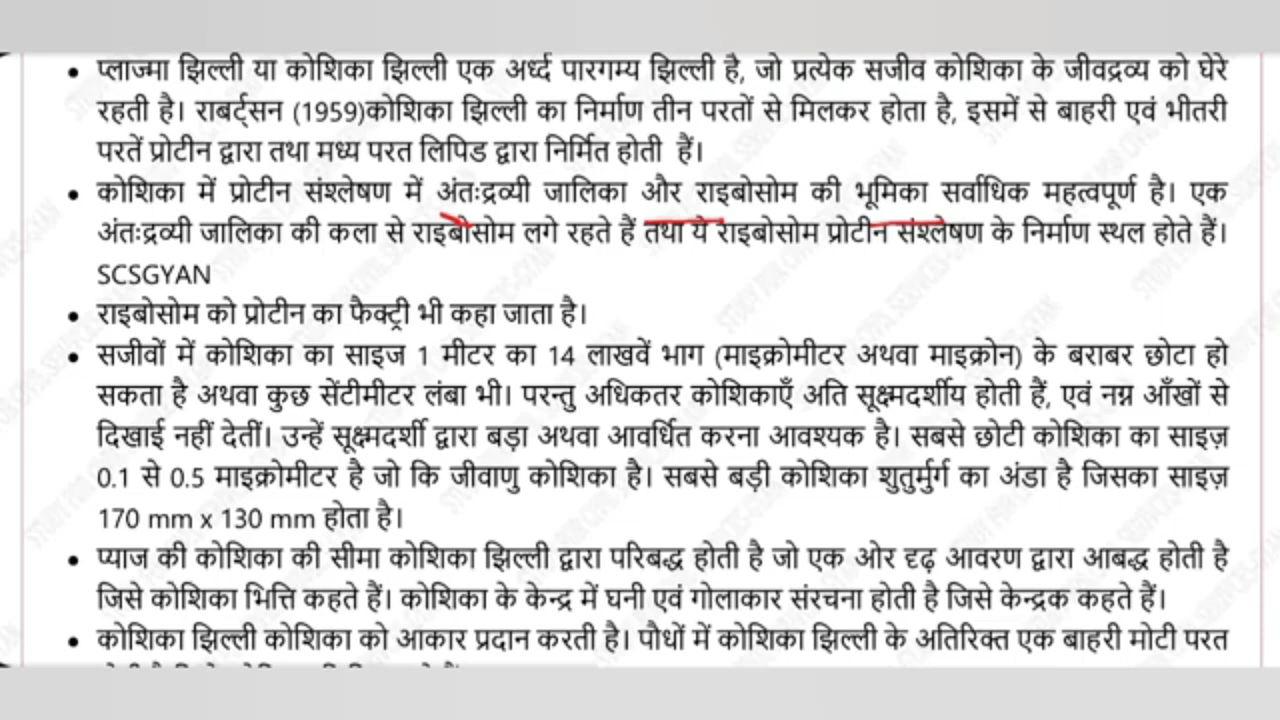 • प्लाज्मा झिल्ली या कोशिका झिल्ली एक अर्ध्द पारगम्य झिल्ली है, जो प्रत्येक सजीव कोशिका के जीवद्रव्य को घेरे
रहती है। राबर्ट्सन (1959)कोशिका झिल्ली का निर्माण तीन परतों से मिलकर होता है, इसमें से बाहरी एवं भीतरी
परतें प्रोटीन द्वारा तथा मध्य परत लिपिड द्वारा निर्मित होती हैं।
• कोशिका में प्रोटीन संश्लेषण में अंतःद्रव्यी जालिका और राइबोसोम की भूमिका सर्वाधिक महत्वपूर्ण है। एक
अंतःद्रव्यी जालिका की कला से राइबोसोम लगे रहते हैं तथा ये राइबोसोम प्रोटीन संश्लेषण के निर्माण स्थल होते हैं।
SCSGYAN
• राइबोसोम को प्रोटीन का फैक्ट्री भी कहा जाता है।
• सजीवों में कोशिका का साइज 1 मीटर का 14 लाखवें भाग (माइक्रोमीटर अथवा माइक्रोन) के बराबर छोटा हो
सकता है अथवा कुछ सेंटीमीटर लंबा भी। परन्तु अधिकतर कोशिकाएँ अति सूक्ष्मदर्शीय होती हैं, एवं नग्न आँखों से
दिखाई नहीं देतीं। उन्हें सूक्ष्मदर्शी द्वारा बड़ा अथवा आवर्धित करना आवश्यक है। सबसे छोटी कोशिका का साइज़
0.1 से 0.5 माइक्रोमीटर है जो कि जीवाणु कोशिका है। सबसे बड़ी कोशिका शुतुर्मुर्ग का अंडा है जिसका साइज़
170 mm x 130 mm होता है।
• प्याज की कोशिका की सीमा कोशिका झिल्ली द्वारा परिबद्ध होती है जो एक ओर दृढ़ आवरण द्वारा आबद्ध होती है
जिसे कोशिका भित्ति कहते हैं। कोशिका के केन्द्र में घनी एवं गोलाकार संरचना होती है जिसे केन्द्रक कहते हैं।
• कोशिका झिल्ली कोशिका को आकार प्रदान करती है। पौधों में कोशिका झिल्ली के अतिरिक्त एक बाहरी मोटी परत